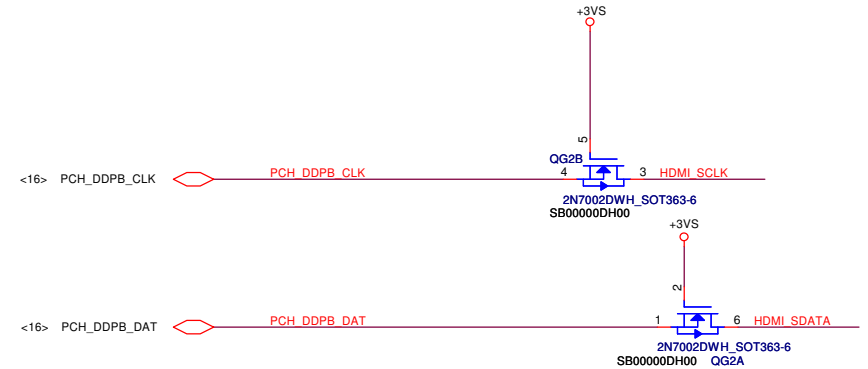 +3VS
5
QG2B
<16> PCH_DDPB_CLK PCH_DDPB_CLK 4 3 HDMI_SCLK
2N7002DWH_SOT363-6
SB00000DH00
+3VS
2
<16> PCH_DDPB_DAT PCH_DDPB_DAT 1 6 HDMI_SDATA
2N7002DWH_SOT363-6
SB00000DH00 QG2A